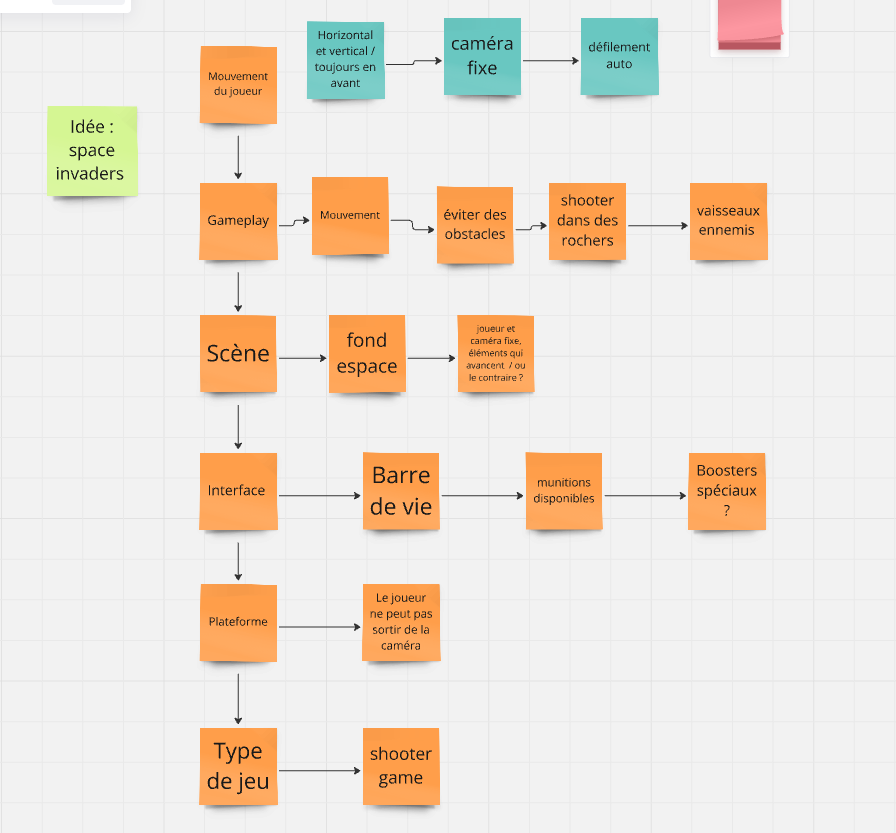 Idée :
space
invaders
Mouvement
du joueur
Horizontal
et vertical /
toujours en
avant
caméra
fixe
défilement
auto
Gameplay
Mouvement
éviter des
obstacles
shooter
dans des
rochers
vaisseaux
ennemis
Scène
fond
espace
joueur et
caméra fixe,
éléments qui
avancent / ou
le contraire ?
Interface
Barre
de vie
munitions
disponibles
Boosters
spéciaux
?
Plateforme
Le joueur
ne peut pas
sortir de la
caméra
Type
de jeu
shooter
game